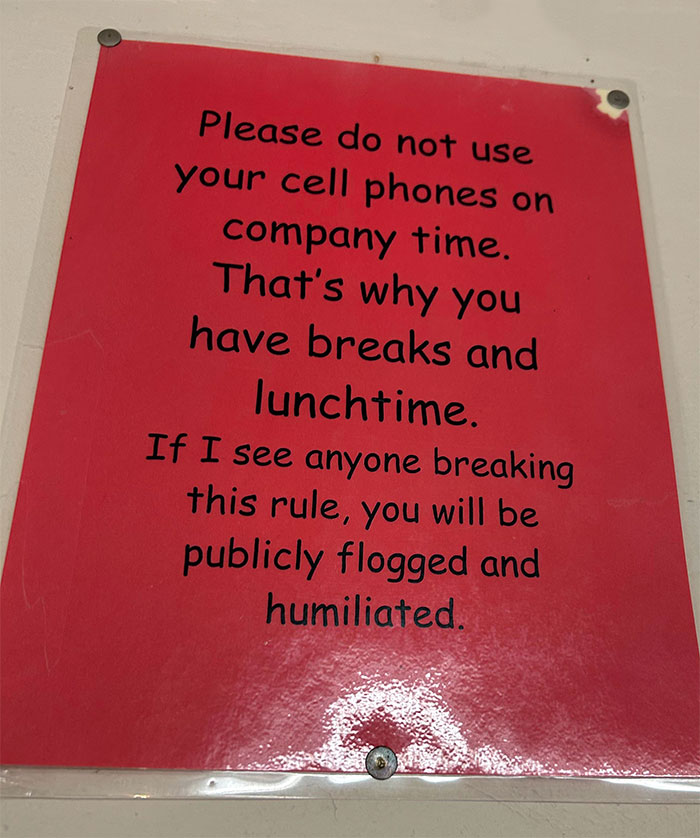 Please do not use
your cell phones on
company time.
That's why you
have breaks and
lunchtime.
If I see anyone breaking
this rule, you will be
publicly flogged and
humiliated.